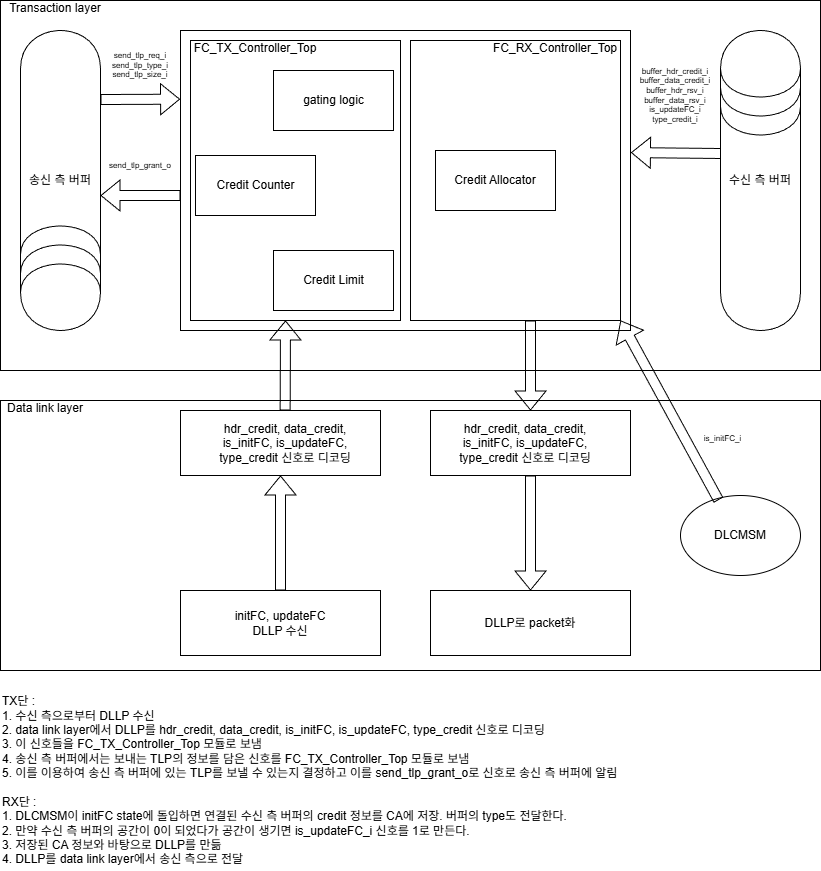 Transaction layer
FC_TX_Controller_Top
FC_RX_Controller_Top
send_tlp_req_i
send_tlp_type_i
send_tlp_size_i
gating logic
buffer_hdr_credit_i
buffer_data_credit_i
buffer_hdr_rsv_i
buffer_data_rsv_i
is_updateFC_i
type_credit_i
send_tlp_grant_o
송신 측 버퍼
Credit Counter
Credit Allocator
수신 측 버퍼
Credit Limit
Data link layer
hdr_credit, data_credit,
is_initFC, is_updateFC,
type_credit 신호로 디코딩
hdr_credit, data_credit,
is_initFC, is_updateFC,
type_credit 신호로 디코딩
is_initFC_i
DLCMSM
initFC, updateFC
DLLP 수신
DLLP로 packet화
TX단 :
1. 수신 측으로부터 DLLP 수신
2. data link layer에서 DLLP를 hdr_credit, data_credit, is_initFC, is_updateFC, type_credit 신호로 디코딩
3. 이 신호들을 FC_TX_Controller_Top 모듈로 보냄
4. 송신 측 버퍼에서는 보내는 TLP의 정보를 담은 신호를 FC_TX_Controller_Top 모듈로 보냄
5. 이를 이용하여 송신 측 버퍼에 있는 TLP를 보낼 수 있는지 결정하고 이를 send_tlp_grant_o로 신호로 송신 측 버퍼에 알림
RX단 :
1. DLCMSM이 initFC state에 돌입하면 연결된 수신 측 버퍼의 credit 정보를 CA에 저장. 버퍼의 type도 전달한다.
2. 만약 수신 측 버퍼의 공간이 0이 되었다가 공간이 생기면 is_updateFC_i 신호를 1로 만든다.
3. 저장된 CA 정보와 바탕으로 DLLP를 만듦
4. DLLP를 data link layer에서 송신 측으로 전달